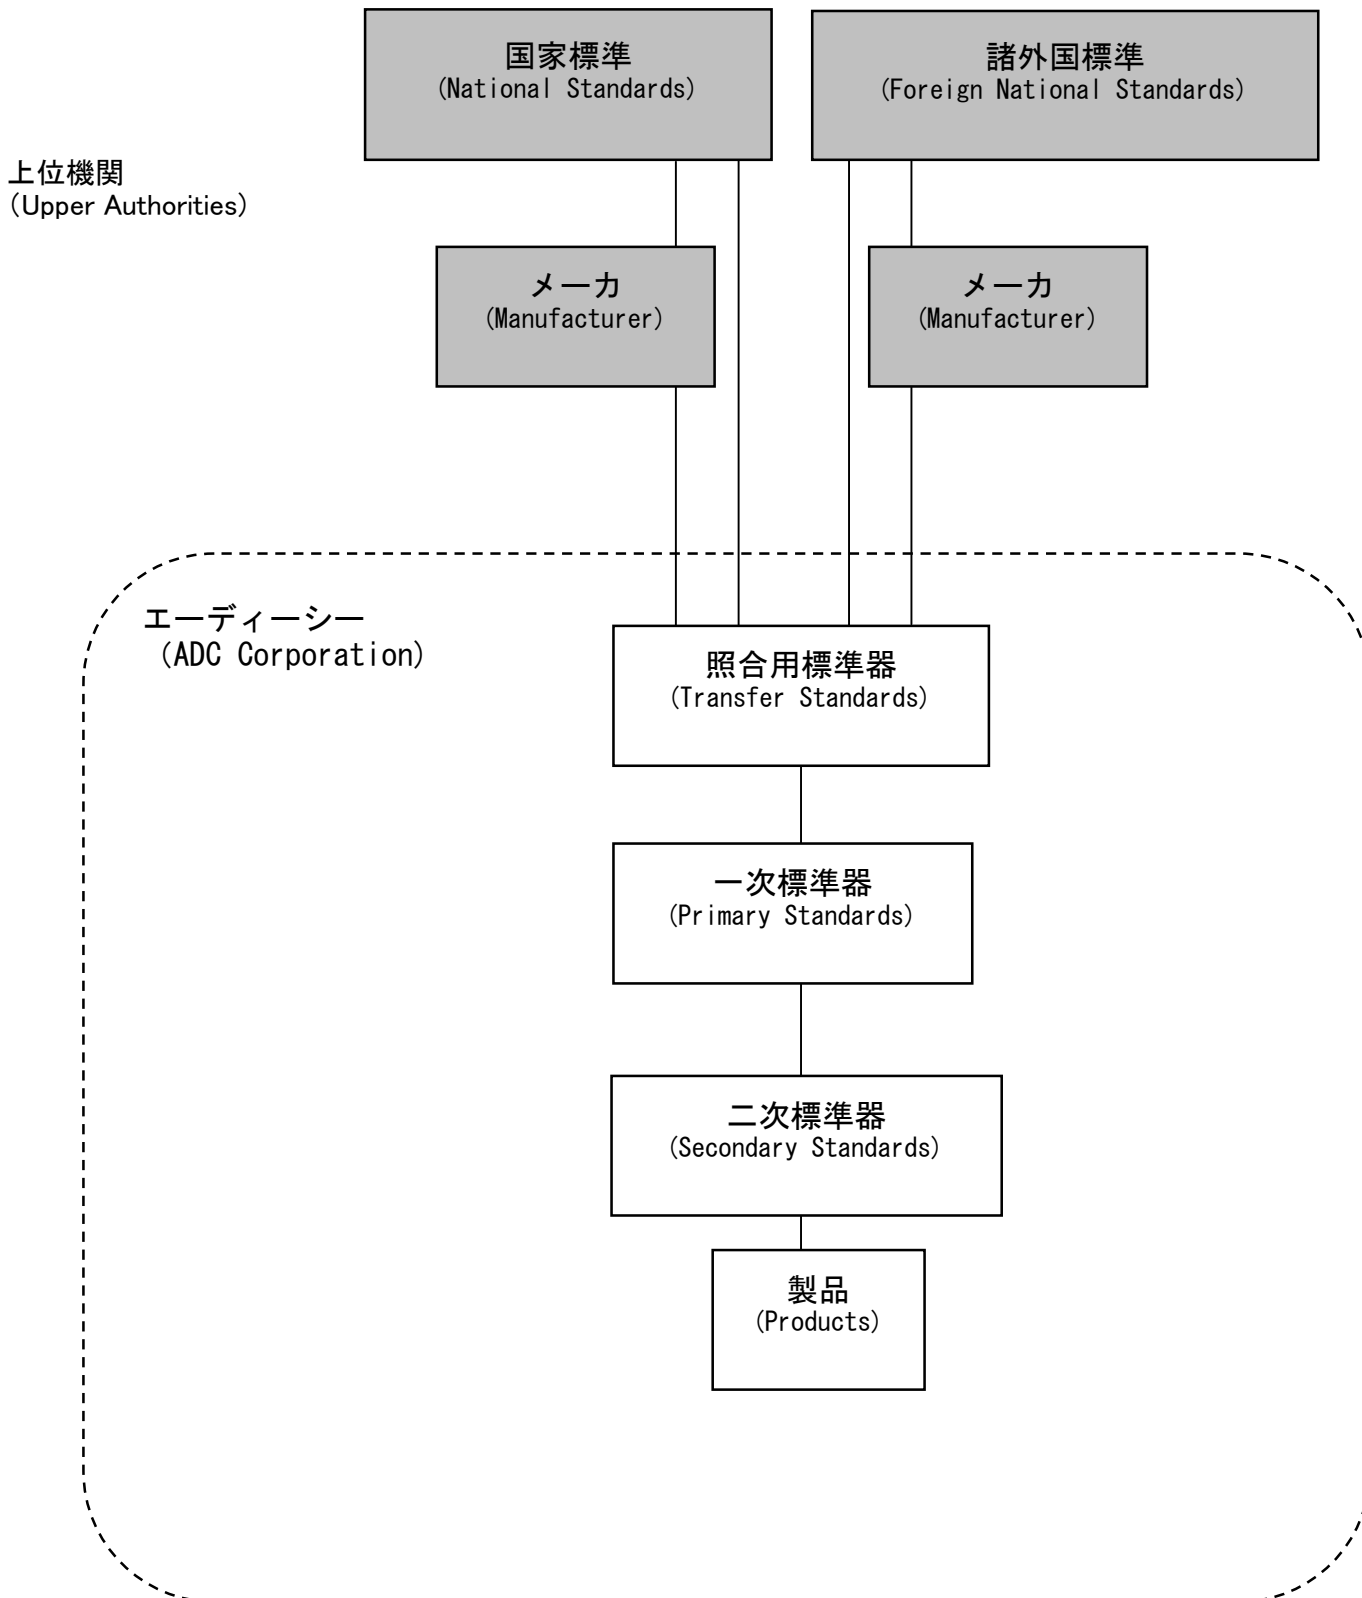 国家標準
(National Standards)
諸外国標準
(Foreign National Standards)
上位機関
(Upper Authorities)
メーカ
(Manufacturer)
メーカ
(Manufacturer)
エーディーシー
(ADC Corporation)
照合用標準器
(Transfer Standards)
一次標準器
(Primary Standards)
二次標準器
(Secondary Standards)
製品
(Products)